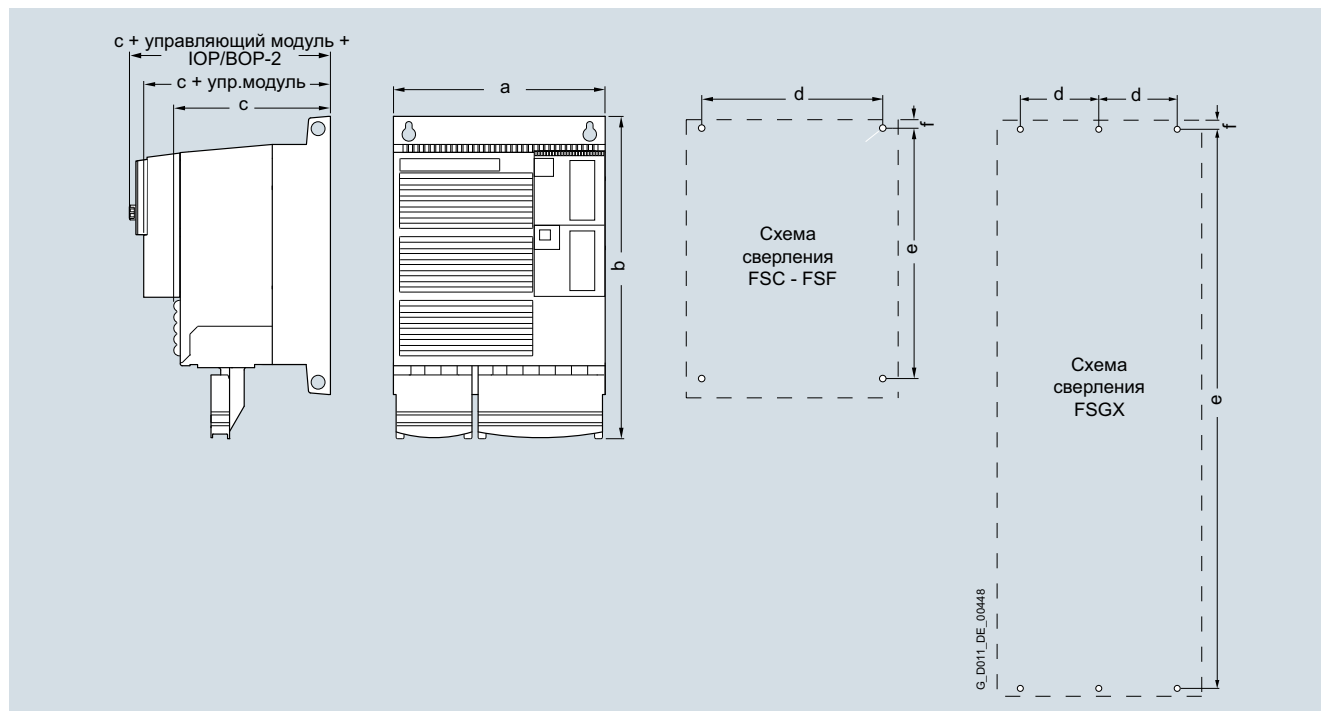 c + управляющий модуль +
IOP/BOP-2
c + упр.модуль
c
a
b
d
f
e
Схема
сверления
FSC - FSF
d
d
f
e
Схема
сверления
FSGX
G_D011_DE_00448